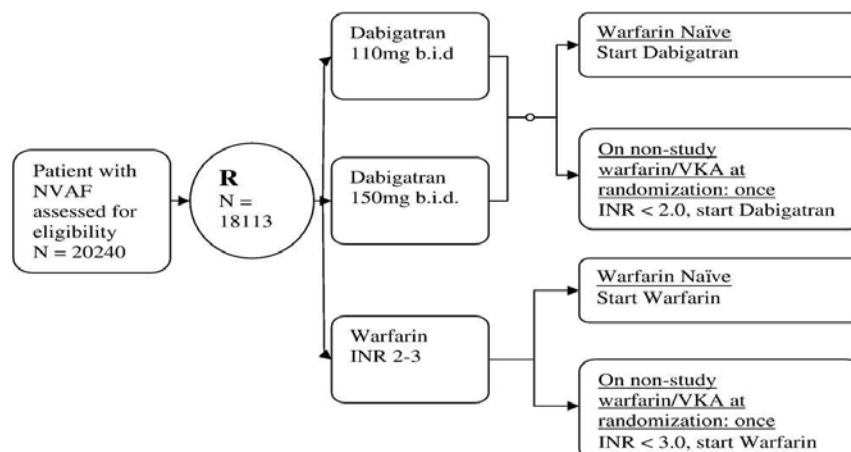 Patient with
NVAF
assessed for
eligibility
N = 20240
R
N =
18113
Dabigatran
110mg b.i.d
Dabigatran
150mg b.i.d.
Warfarin
INR 2-3
Warfarin Naïve
Start Dabigatran
On non-study
warfarin/VKA at
randomization: once
INR < 2.0, start Dabigatran
Warfarin Naïve
Start Warfarin
On non-study
warfarin/VKA at
randomization: once
INR < 3.0, start Warfarin